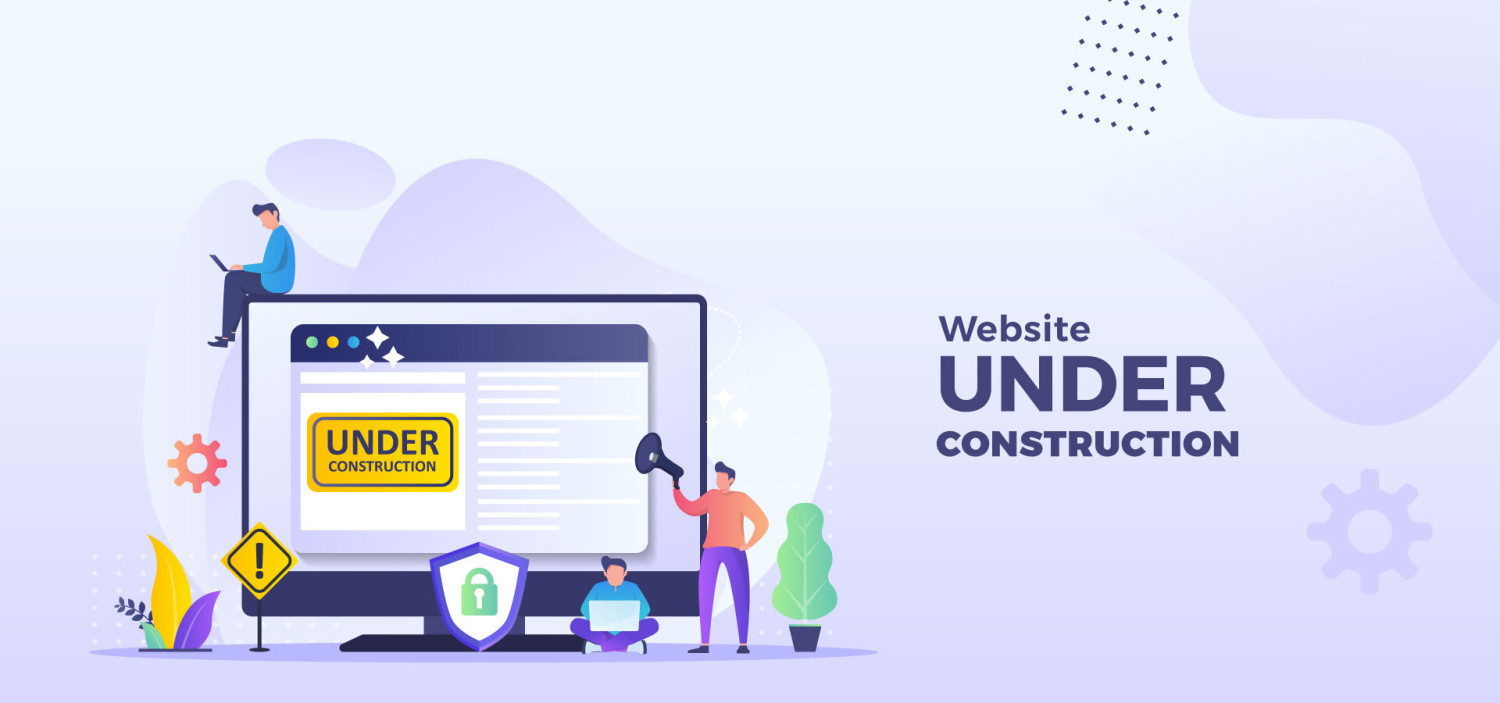 UNDER
CONSTRUCTION
!
Website
UNDER
CONSTRUCTION